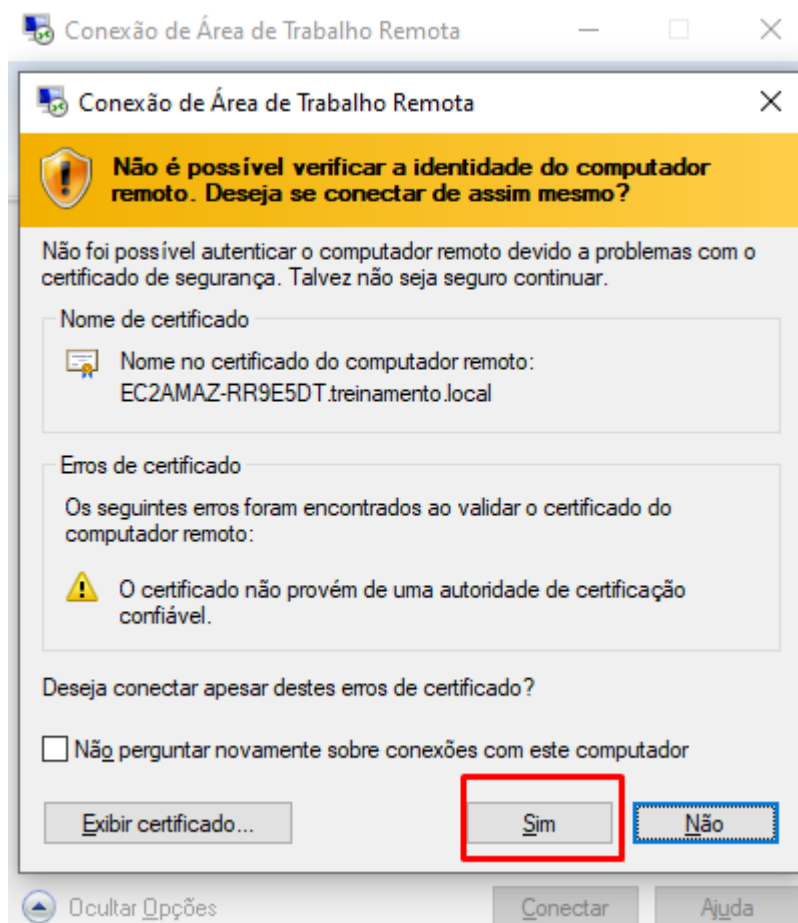 Conexão de Área de Trabalho Remota
Conexão de Área de Trabalho Remota
Não é possível verificar a identidade do computador
remoto. Deseja se conectar de assim mesmo?
Não foi possível autenticar o computador remoto devido a problemas com o
certificado de segurança. Talvez não seja seguro continuar.
Nome de certificado
Nome no certificado do computador remoto:
EC2AMAZ-RR9E5DT.treinamento.local
Erros de certificado
Os seguintes erros foram encontrados ao validar o certificado do
computador remoto:
O certificado não provém de uma autoridade de certificação
confiável.
Deseja conectar apesar destes erros de certificado?
Não perguntar novamente sobre conexões com este computador
Exibir certificado... Sim Não
Ocultar Opções Conectar Ajuda